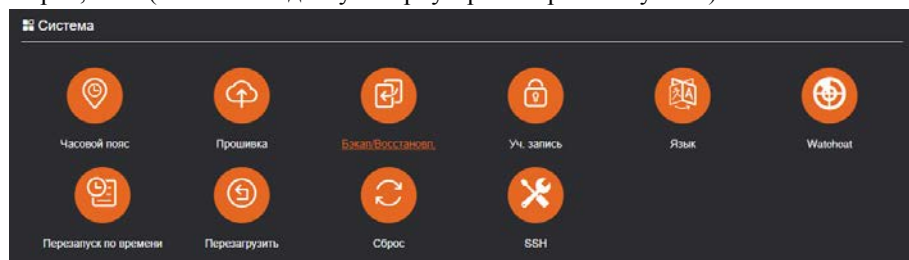 Система
Часовой пояс
Прошивка
Бэкап/Восстановл.
Уч. запись
Язык
Watchcat
Перезапуск по времени
Перезагрузить
Сброс
SSH